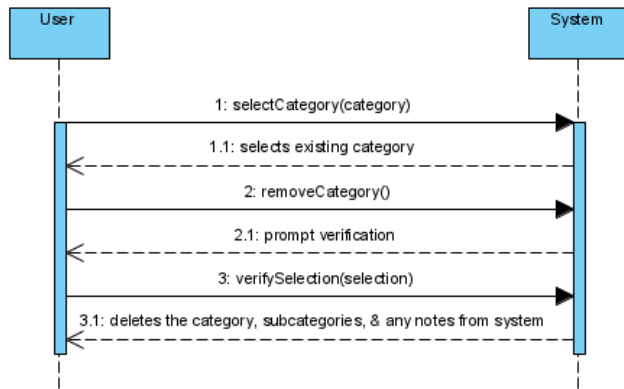 User
System
1: selectCategory(category)
1.1: selects existing category
2: removeCategory()
2.1: prompt verification
3: verifySelection(selection)
3.1: deletes the category, subcategories, & any notes from system